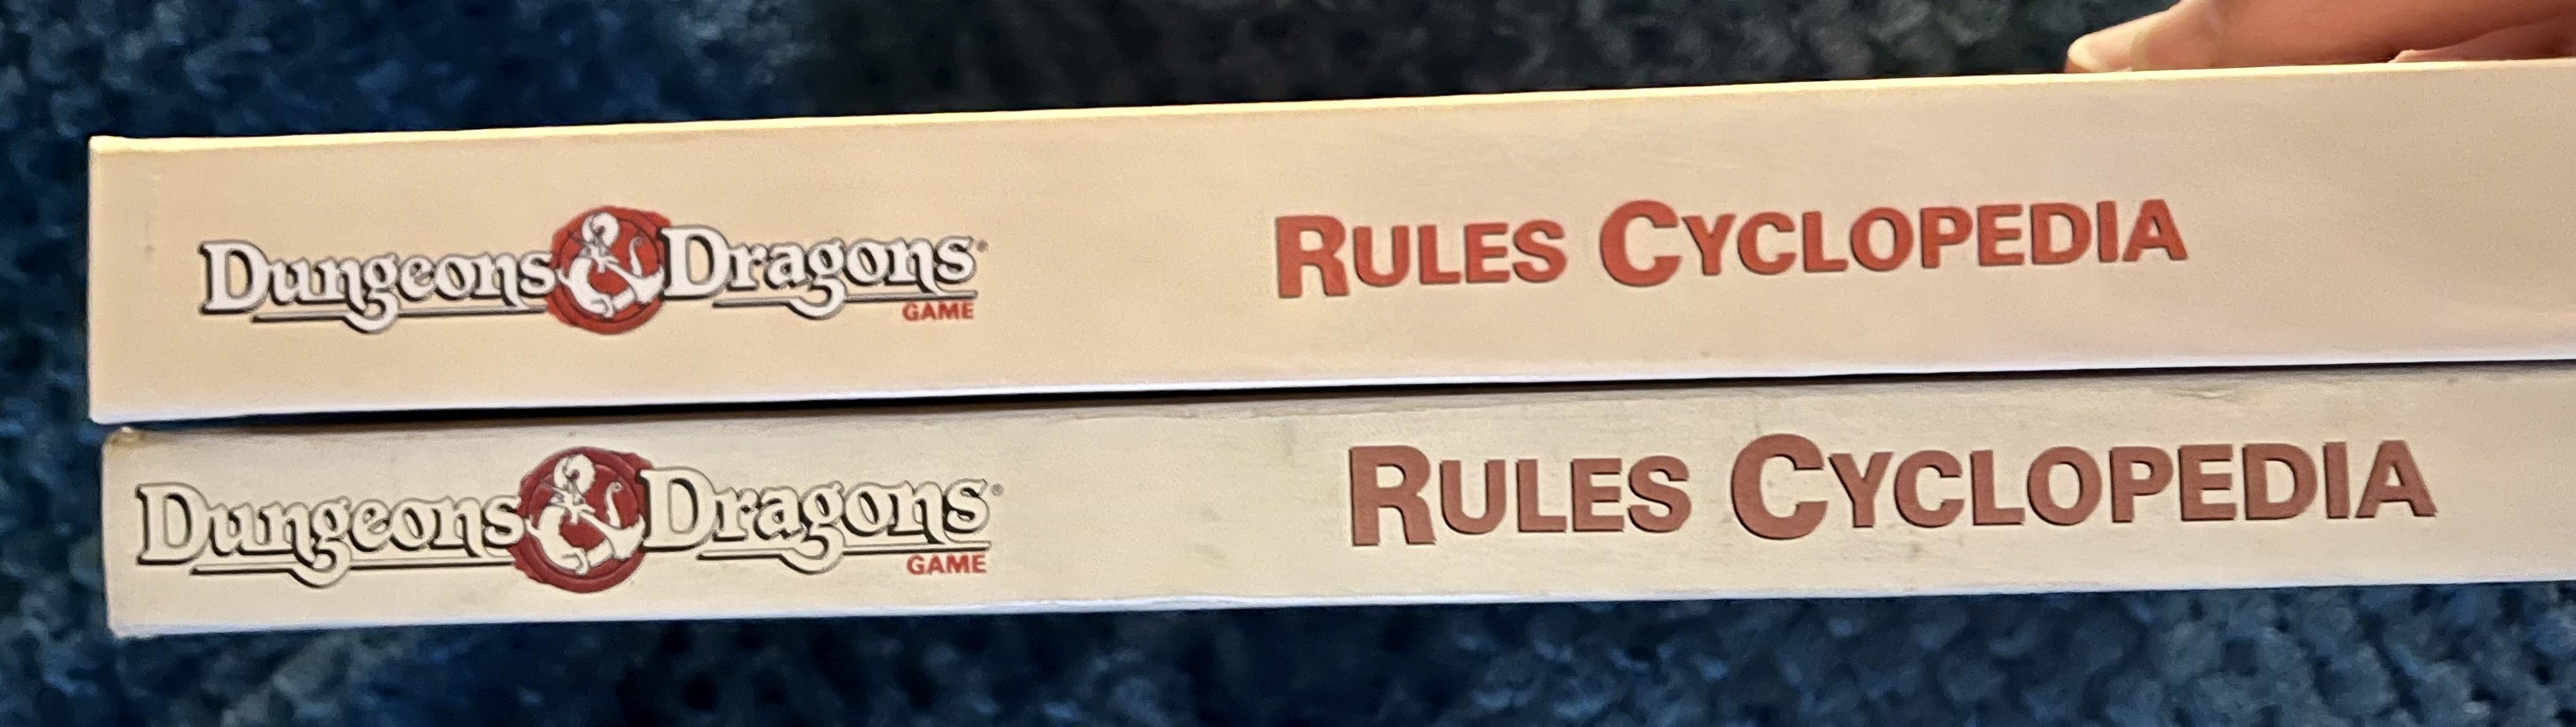 Dungeons & Dragons®
GAME
RULES CYCLOPEDIA
Dungeons & Dragons®
GAME
RULES CYCLOPEDIA